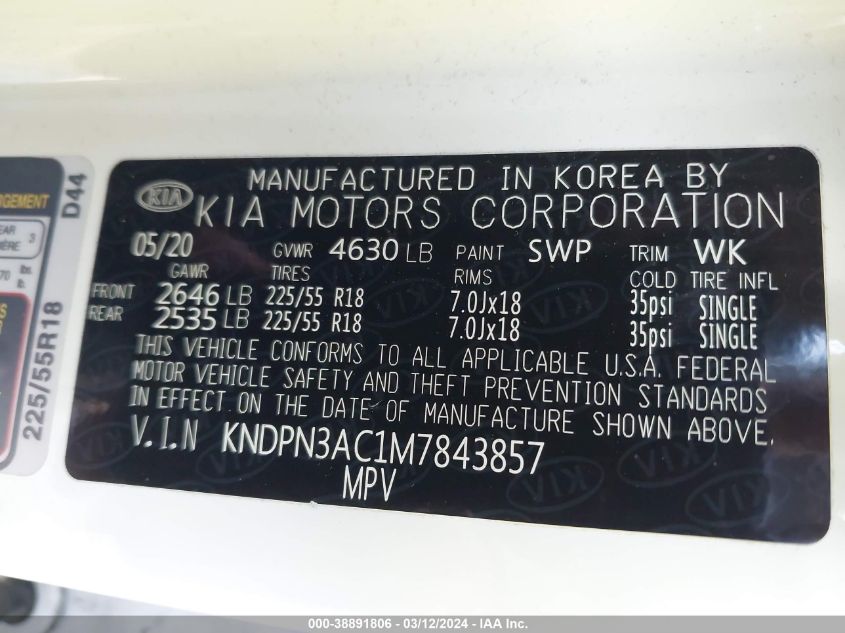 GEMENT
3
D44
225/55R18
KIA
MANUFACTURED IN KOREA BY
KIA MOTORS CORPORATION
05/20 GVWR 4630 LB PAINT SWP TRIM WK
GAWR TIRES RIMS COLD TIRE INFL
FRONT 2646 LB 225/55 R18 7.0Jx18 35psi SINGLE
REAR 2535 LB 225/55 R18 7.0Jx18 35psi SINGLE
THIS VEHICLE CONFORMS TO ALL APPLICABLE U.S.A. FEDERAL
MOTOR VEHICLE SAFETY AND THEFT PREVENTION STANDARDS
IN EFFECT ON THE DATE OF MANUFACTURE SHOWN ABOVE.
V.I.N KNDPN3AC1M7843857
MPV
000-38891806 - 03/12/2024 - IAA Inc.